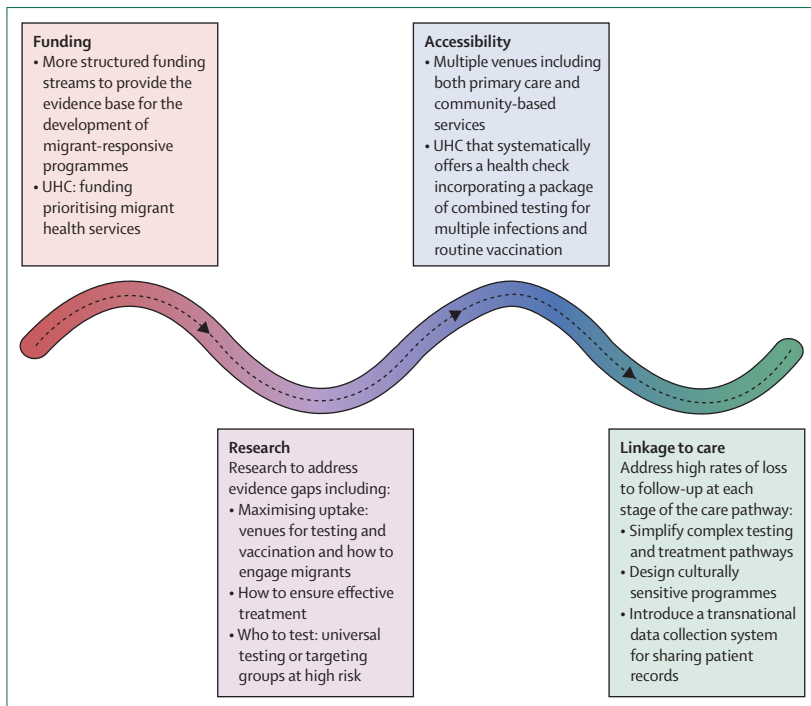 Funding
• More structured funding
streams to provide the
evidence base for the
development of
migrant-responsive
programmes
• UHC: funding
prioritising migrant
health services
Accessibility
• Multiple venues including
both primary care and
community-based
services
• UHC that systematically
offers a health check
incorporating a package
of combined testing for
multiple infections and
routine vaccination
Research
Research to address
evidence gaps including:
• Maximising uptake:
venues for testing and
vaccination and how to
engage migrants
• How to ensure effective
treatment
• Who to test: universal
testing or targeting
groups at high risk
Linkage to care
Address high rates of loss
to follow-up at each
stage of the care pathway:
• Simplify complex testing
and treatment pathways
• Design culturally
sensitive programmes
• Introduce a transnational
data collection system
for sharing patient
records